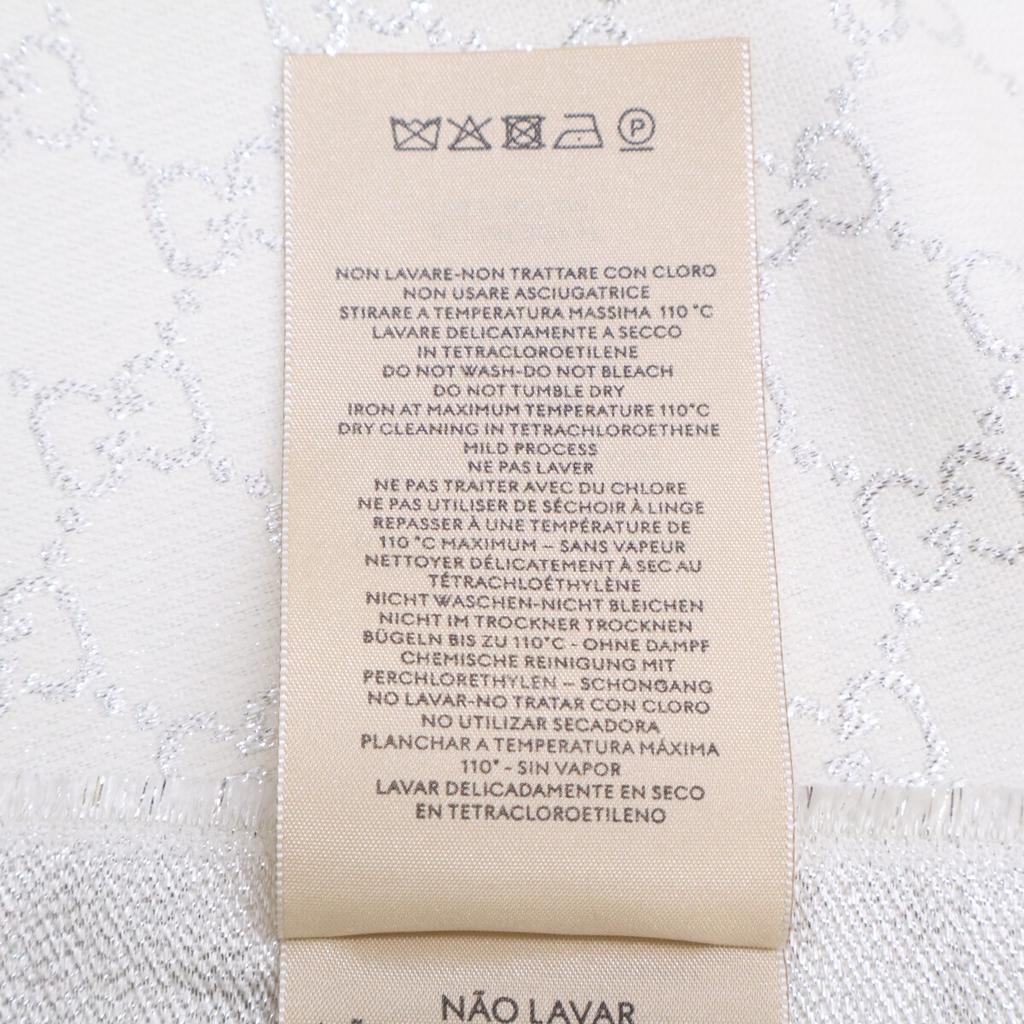 P
NON LAVARE-NON TRATTARE CON CLORO
NON USARE ASCIUGATRICE
STIRARE A TEMPERATURA MASSIMA 110 °C
LAVARE DELICATAMENTE A SECCO
IN TETRACLOROETILENE
DO NOT WASH-DO NOT BLEACH
DO NOT TUMBLE DRY
IRON AT MAXIMUM TEMPERATURE 110°C
DRY CLEANING IN TETRACHLOROETHENE
MILD PROCESS
NE PAS LAVER
NE PAS TRAITER AVEC DU CHLORE
NE PAS UTILISER DE SÉCHOIR À LINGE
REPASSER À UNE TEMPÉRATURE DE
110 °C MAXIMUM – SANS VAPEUR
NETTOYER DÉLICATEMENT À SEC AU
TÉTRACHLOÉTHYLÈNE
NICHT WASCHEN-NICHT BLEICHEN
NICHT IM TROCKNER TROCKNEN
BÜGELN BIS ZU 110°C - OHNE DAMPF
CHEMISCHE REINIGUNG MIT
PERCHLORETHYLEN – SCHONGANG
NO LAVAR-NO TRATAR CON CLORO
NO UTILIZAR SECADORA
PLANCHAR A TEMPERATURA MÁXIMA
110° - SIN VAPOR
LAVAR DELICADAMENTE EN SECO
EN TETRACLOROETILENO
NÃO LAVAR